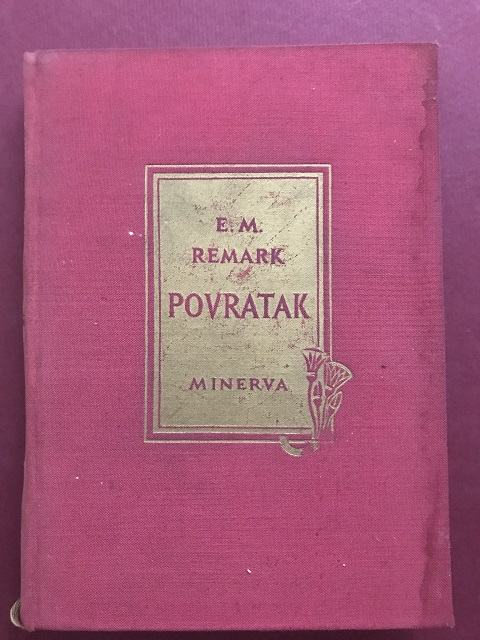 E. M.
REMARK
POVRATAK
MINERVA